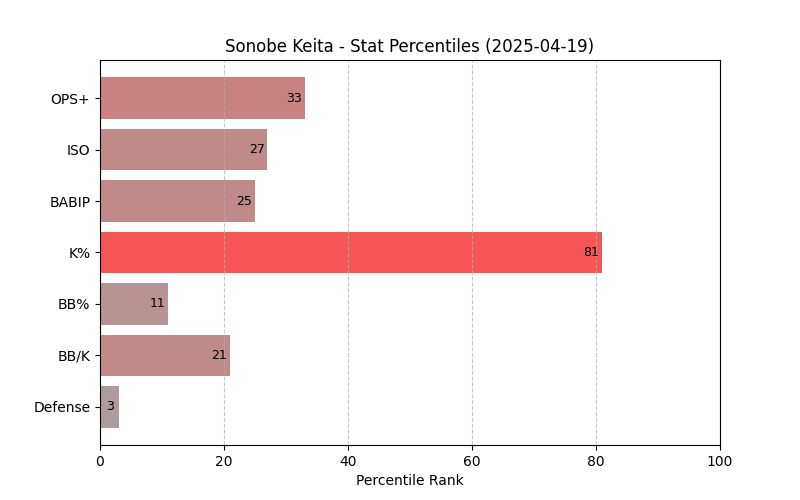 Sonobe Keita - Stat Percentiles (2025-04-19)
OPS+ 33
ISO 27
BABIP 25
K% 81
BB% 11
BB/K 21
Defense 3
0 20 40 60 80 100
Percentile Rank